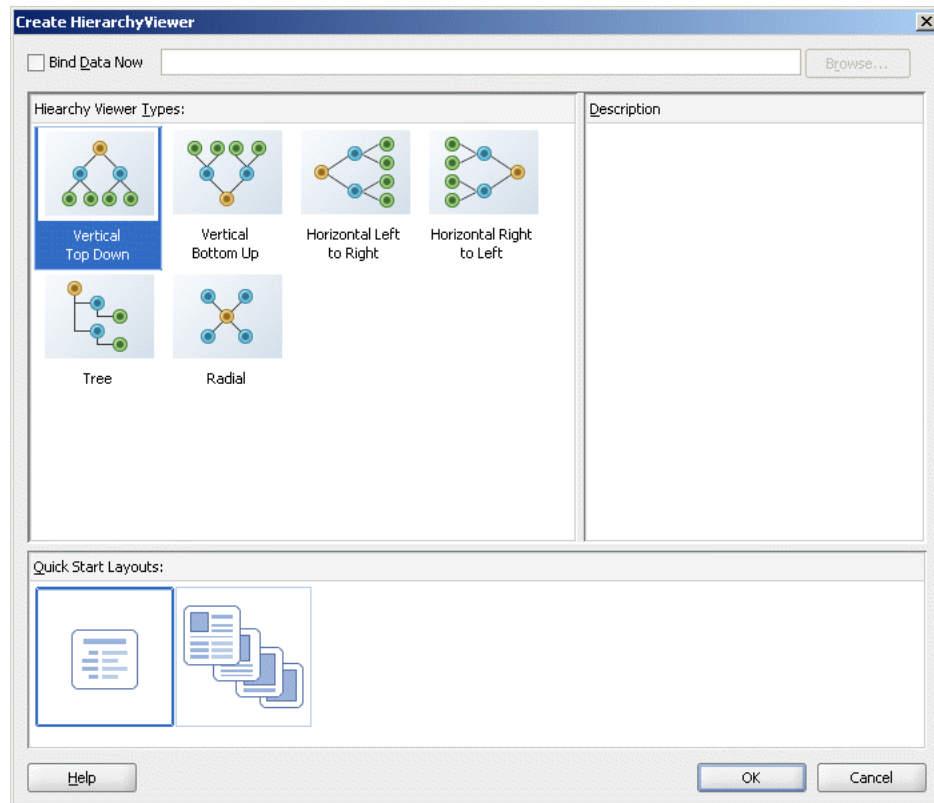 Create HierarchyViewer
Bind Data Now
Browse...
Hiearchy Viewer Types:
Description
Vertical
Top Down
Vertical
Bottom Up
Horizontal Left
to Right
Horizontal Right
to Left
Tree
Radial
Quick Start Layouts:
Help
OK
Cancel